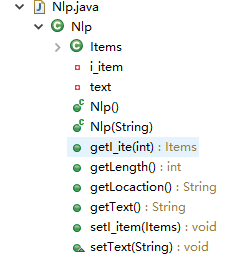 Nlp.java
Nlp
Items
i_item
text
Nlp()
Nlp(String)
getI_ite(int) : Items
getLength() : int
getLocaction() : String
getText() : String
setI_item(Items) : void
setText(String) : void